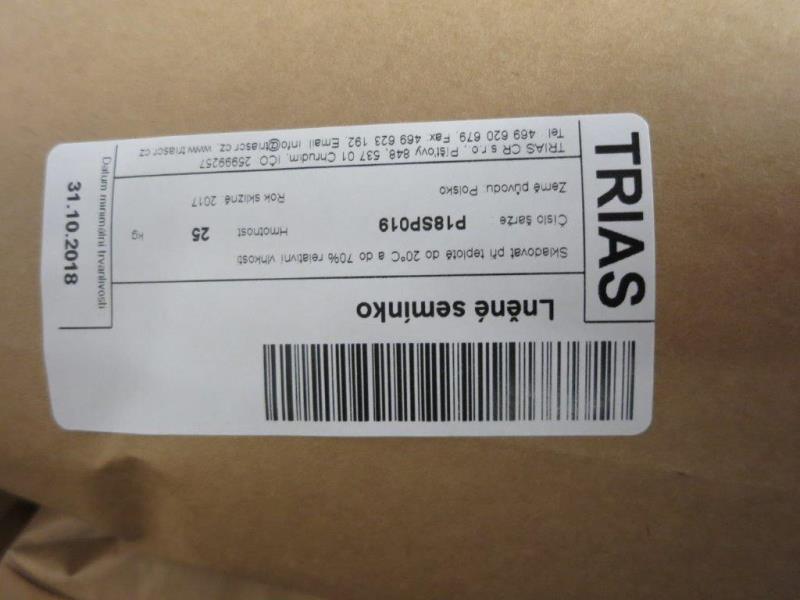 TRIAS
Lněné semínko
Skladovat při teplotě do 20°C a do 70% relativní vlhkosti
Číslo šarže : P18SP019 Hmotnost 25 kg
Země původu: Polsko Rok sklizně 2017
TRIAS CR s r.o., Píšťovy 848, 537 01 Chrudim, IČO 25999257
Tel: 469 620 679, Fax: 469 623 192, Email: info@triascr.cz, www.triascr.cz
Datum minimální trvanlivosti
31.10.2018